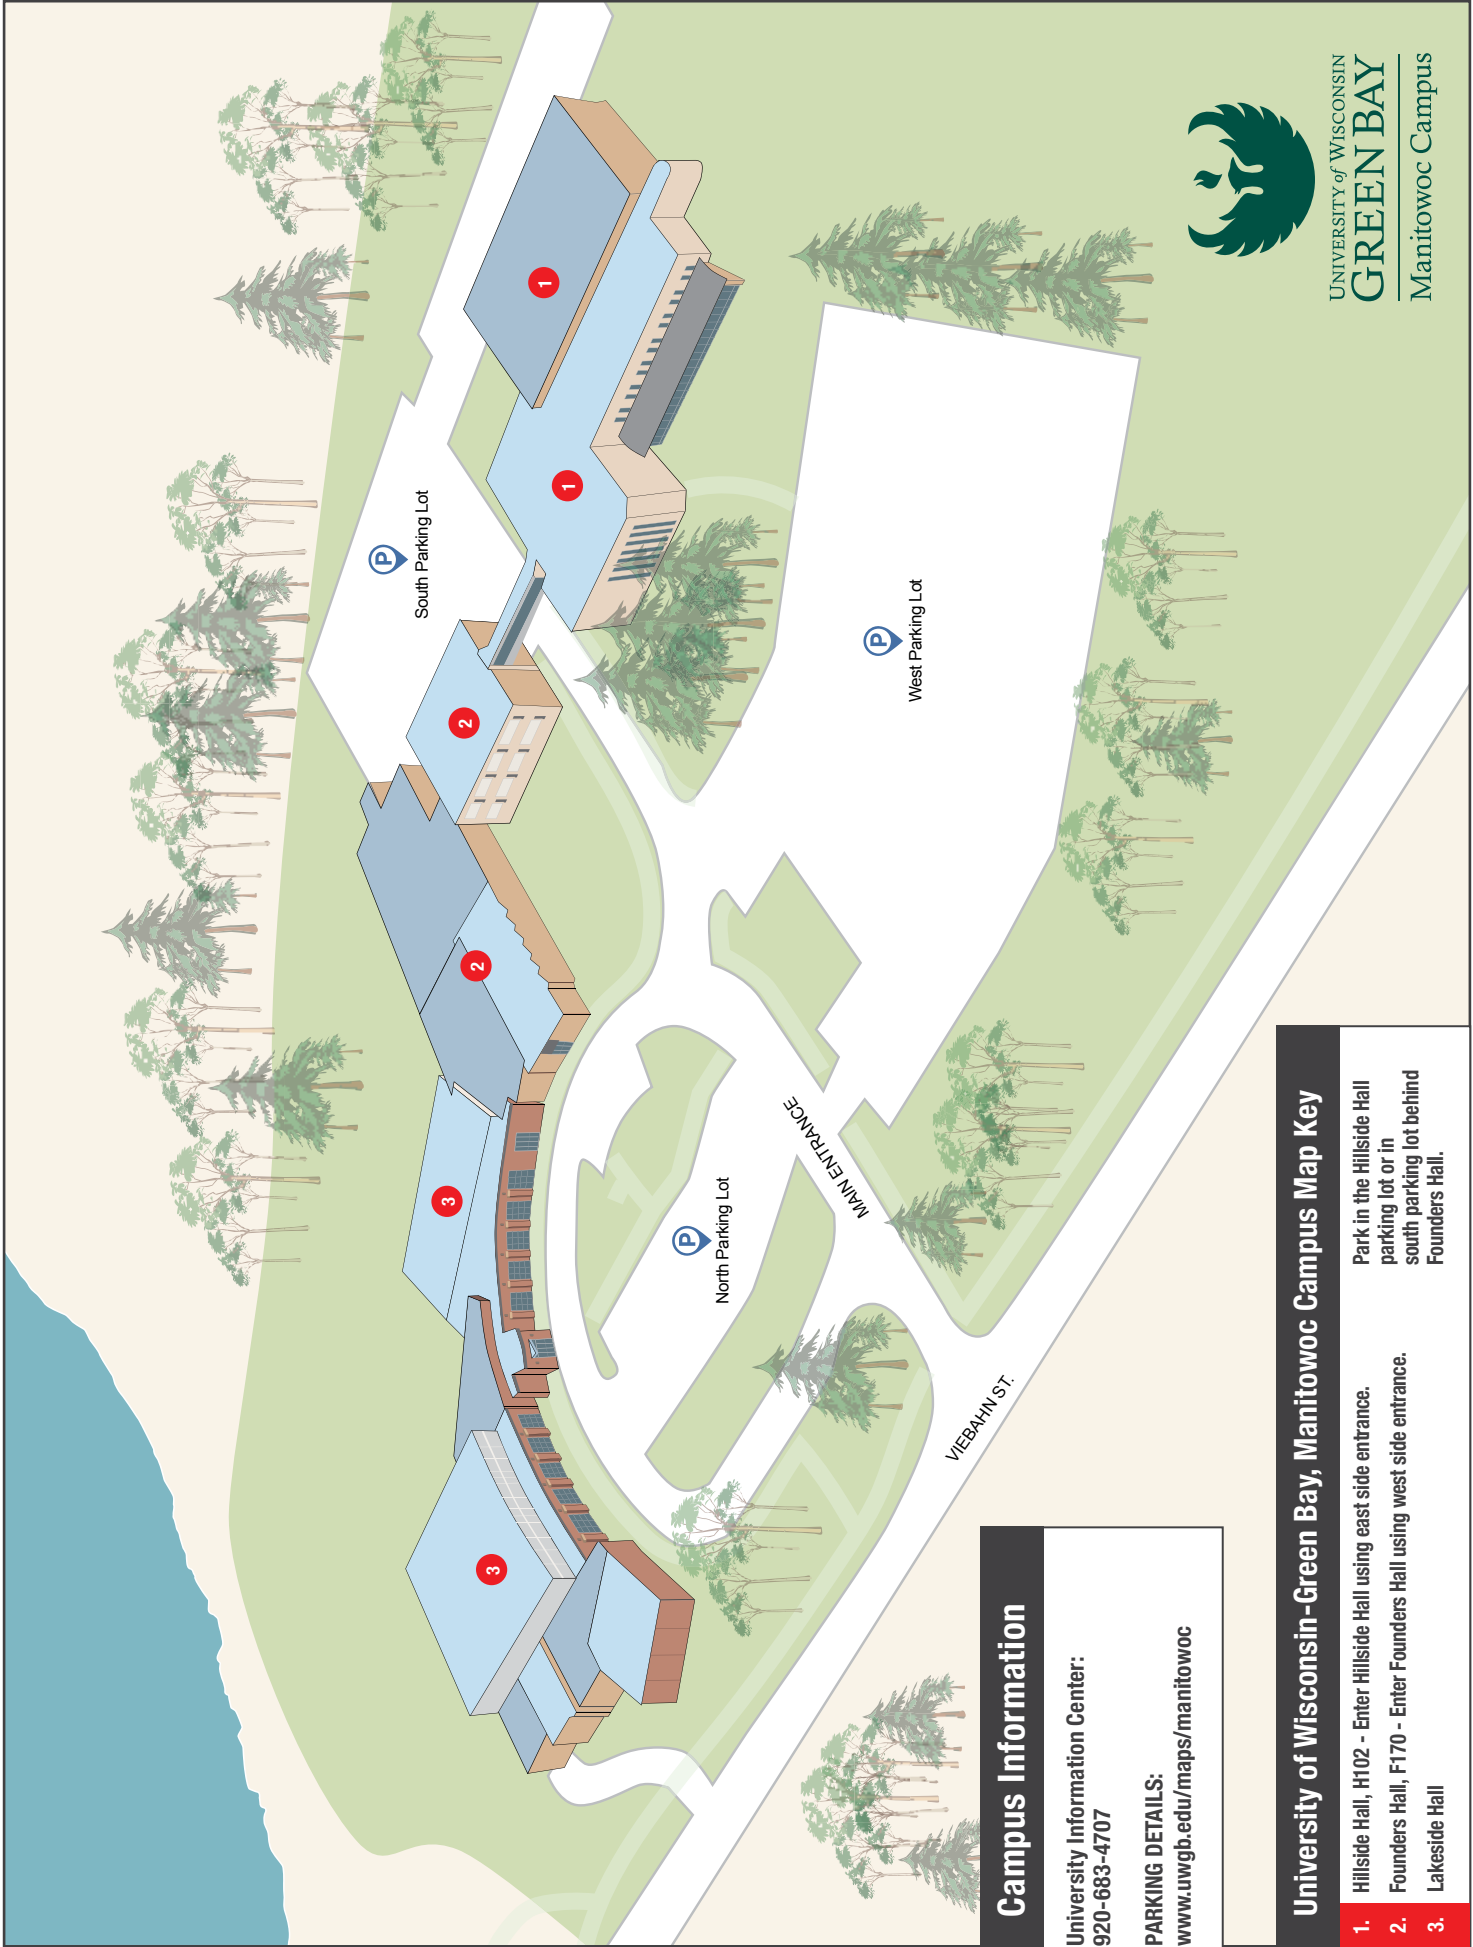 UNIVERSITY of WISCONSIN
GREEN BAY
Manitowoc Campus
1
1
2
2
3
3
P
South Parking Lot
P
West Parking Lot
P
North Parking Lot
MAIN ENTRANCE
VIEBAHN ST.
Campus Information
University Information Center:
920-683-4707
PARKING DETAILS:
www.uwgb.edu/maps/manitowoc
University of Wisconsin-Green Bay, Manitowoc Campus Map Key
1. Hillside Hall, H102 - Enter Hillside Hall using east side entrance.
2. Founders Hall, F170 - Enter Founders Hall using west side entrance.
3. Lakeside Hall
Park in the Hillside Hall
parking lot or in
south parking lot behind
Founders Hall.